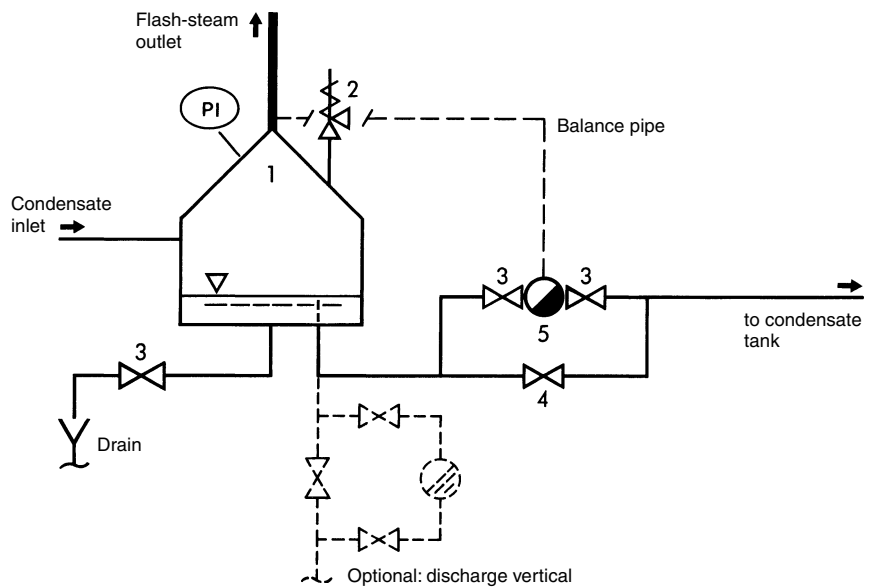 Flash-steam
outlet
2
PI
Balance pipe
1
Condensate
inlet
3
3
5
to condensate
tank
3
4
Drain
Optional: discharge vertical